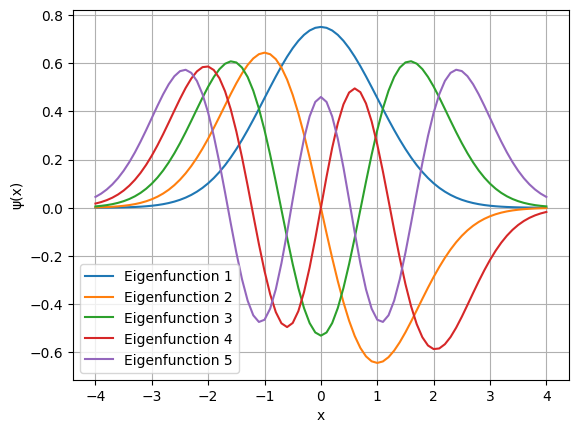 0.8
0.6
0.4
0.2
0.0
−0.2
−0.4
−0.6
ψ(x)
Eigenfunction 1
Eigenfunction 2
Eigenfunction 3
Eigenfunction 4
Eigenfunction 5
−4 −3 −2 −1 0 1 2 3 4
x